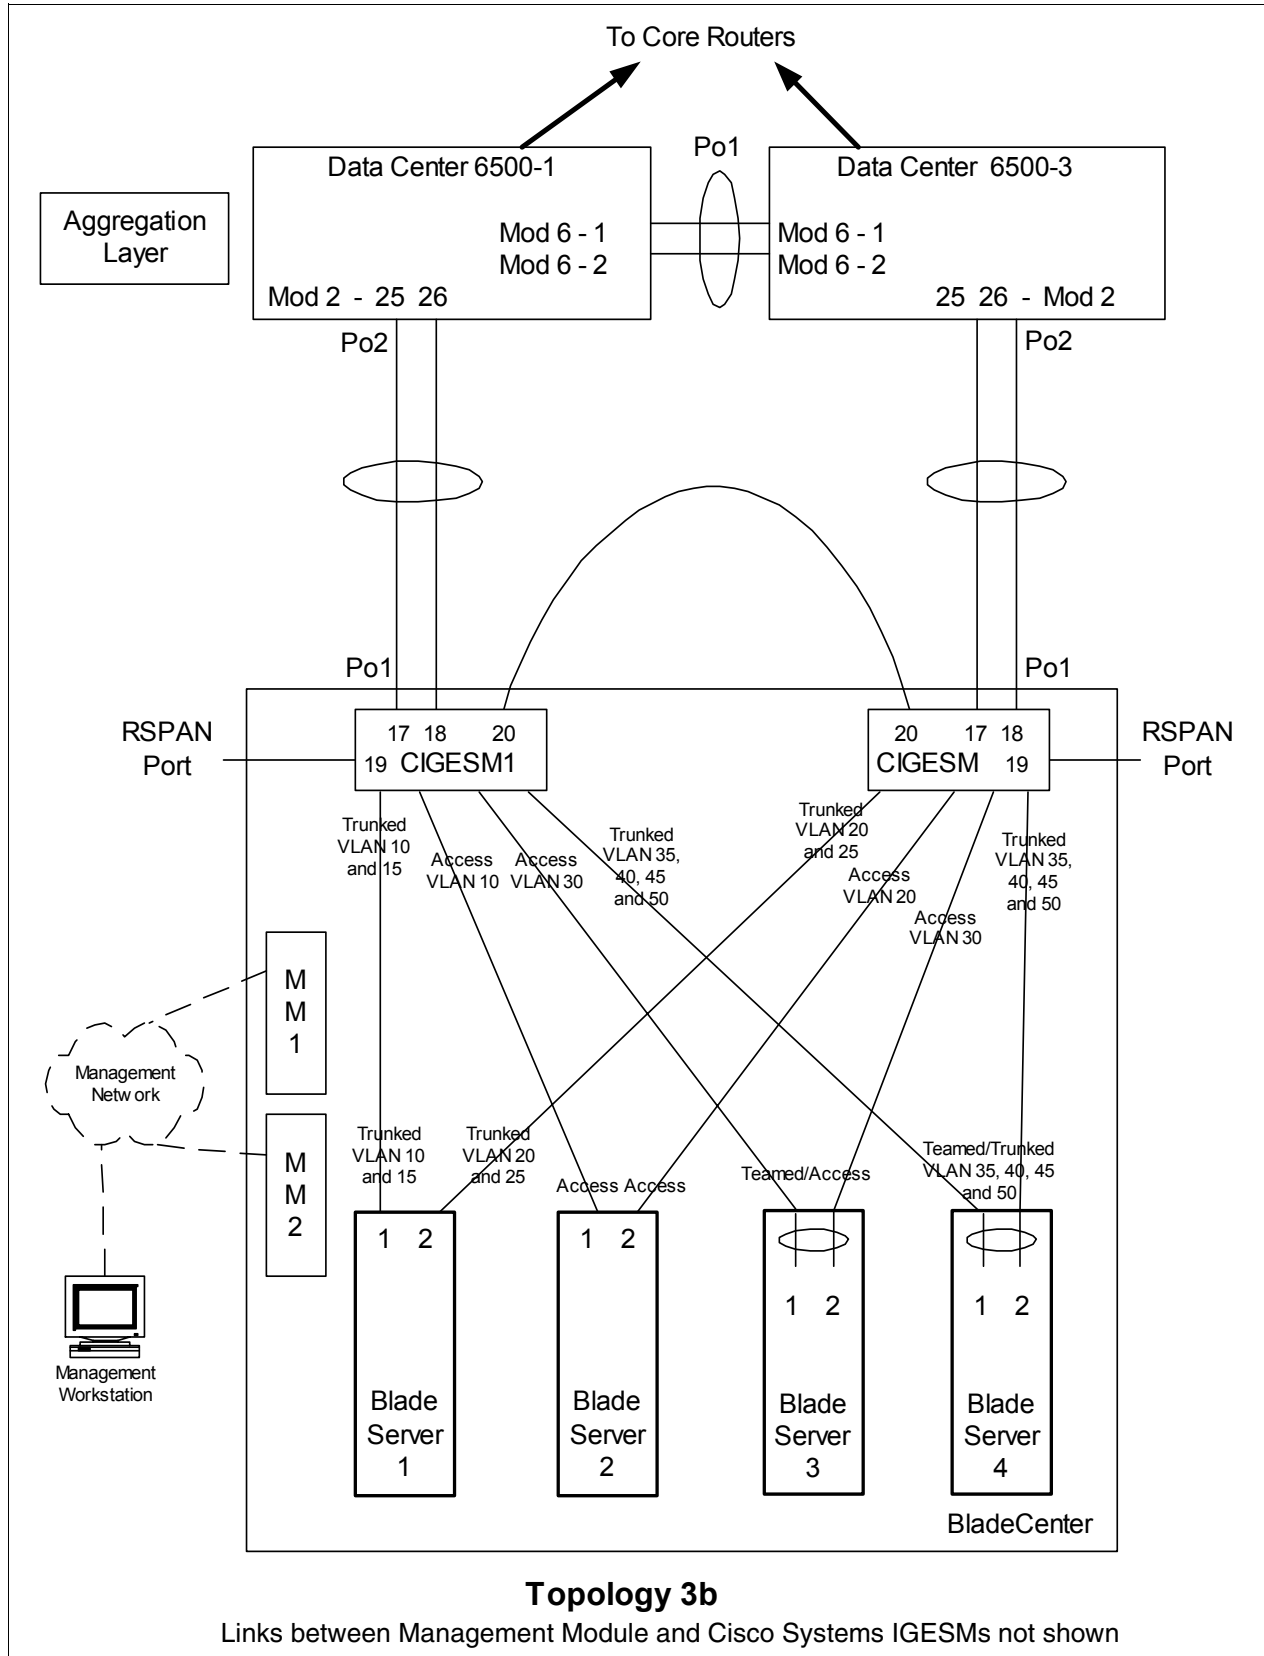 To Core Routers
Po1
Data Center 6500-1
Data Center 6500-3
Aggregation
Layer
Mod 6 - 1
Mod 6 - 2
Mod 6 - 1
Mod 6 - 2
Mod 2 - 25 26
25 26 - Mod 2
Po2
Po2
Po1
Po1
RSPAN
Port
17 18 20
19 CIGESM1
20 17 18
CIGESM 19
RSPAN
Port
Trunked
VLAN 10
and 15
Access
VLAN 10
Access
VLAN 30
Trunked
VLAN 35,
40, 45
and 50
Trunked
VLAN 20
and 25
Access
VLAN 20
Access
VLAN 30
Trunked
VLAN 35,
40, 45
and 50
M
M
1
Management
Network
M
M
2
Trunked
VLAN 10
and 15
Trunked
VLAN 20
and 25
Access Access
Teamed/Access
Teamed/Trunked
VLAN 35, 40, 45
and 50
1 2
1 2
1 2
1 2
Management
Workstation
Blade
Server
1
Blade
Server
2
Blade
Server
3
Blade
Server
4
BladeCenter
Topology 3b
Links between Management Module and Cisco Systems IGESMs not shown